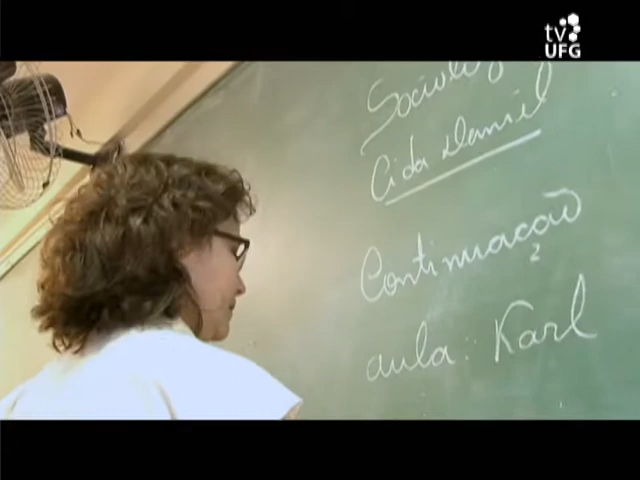 tv
UFG
Sociolog
Cida Daniel
Continuação
aula: Karl